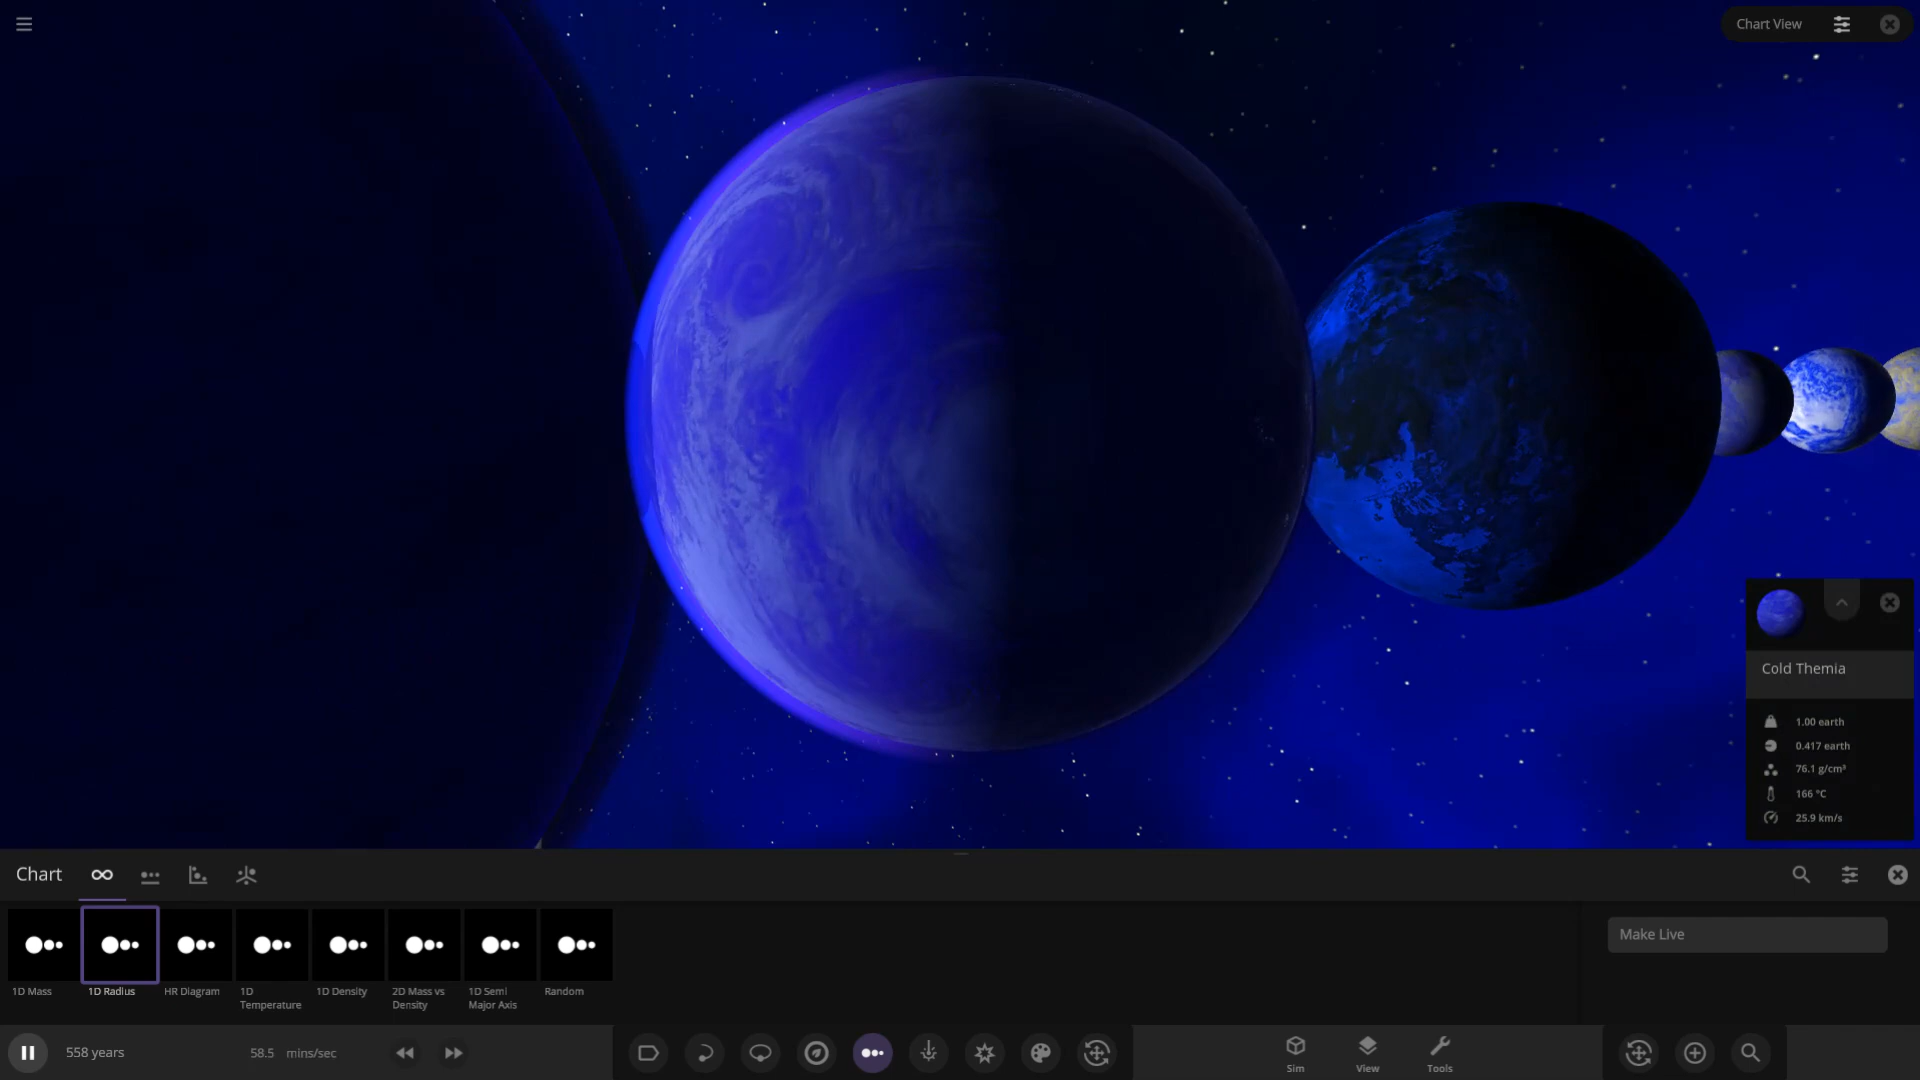 Chart View
Cold Themia
1.00 earth
0.417 earth
76.1 g/cm³
166 °C
25.9 km/s
Chart
Make Live
1D Mass
1D Radius
HR Diagram
1D
Temperature
1D Density
2D Mass vs
Density
1D Semi
Major Axis
Random
558 years
58.5 mins/sec
Sim
View
Tools